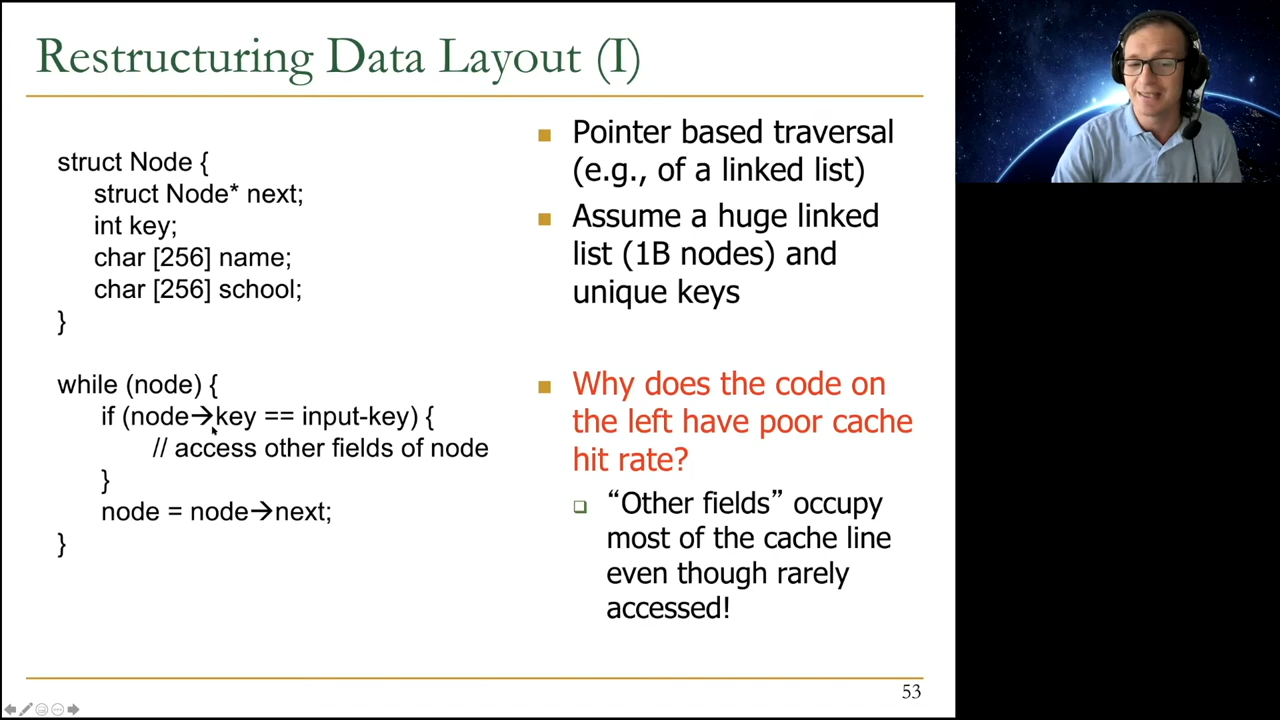 Restructuring Data Layout (I)
struct Node {
struct Node* next;
int key;
char [256] name;
char [256] school;
}
while (node) {
if (node→key == input-key) {
// access other fields of node
}
node = node→next;
}
Pointer based traversal
(e.g., of a linked list)
Assume a huge linked
list (1B nodes) and
unique keys
Why does the code on
the left have poor cache
hit rate?
“Other fields” occupy
most of the cache line
even though rarely
accessed!
53